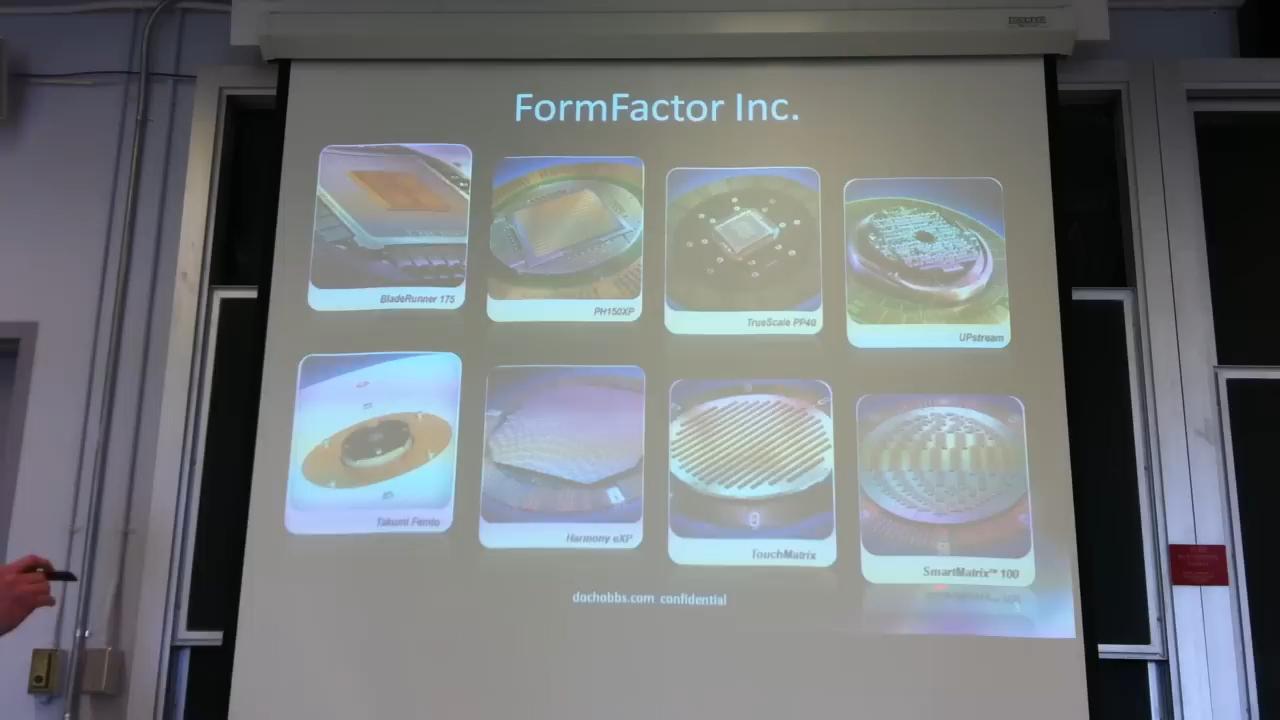 FormFactor Inc.
BladeRunner 175
PH150XP
TrueScale PP40
UPstream
Takumi Femto
Harmony eXP
TouchMatrix
SmartMatrix™ 100
dochobbs.com confidential